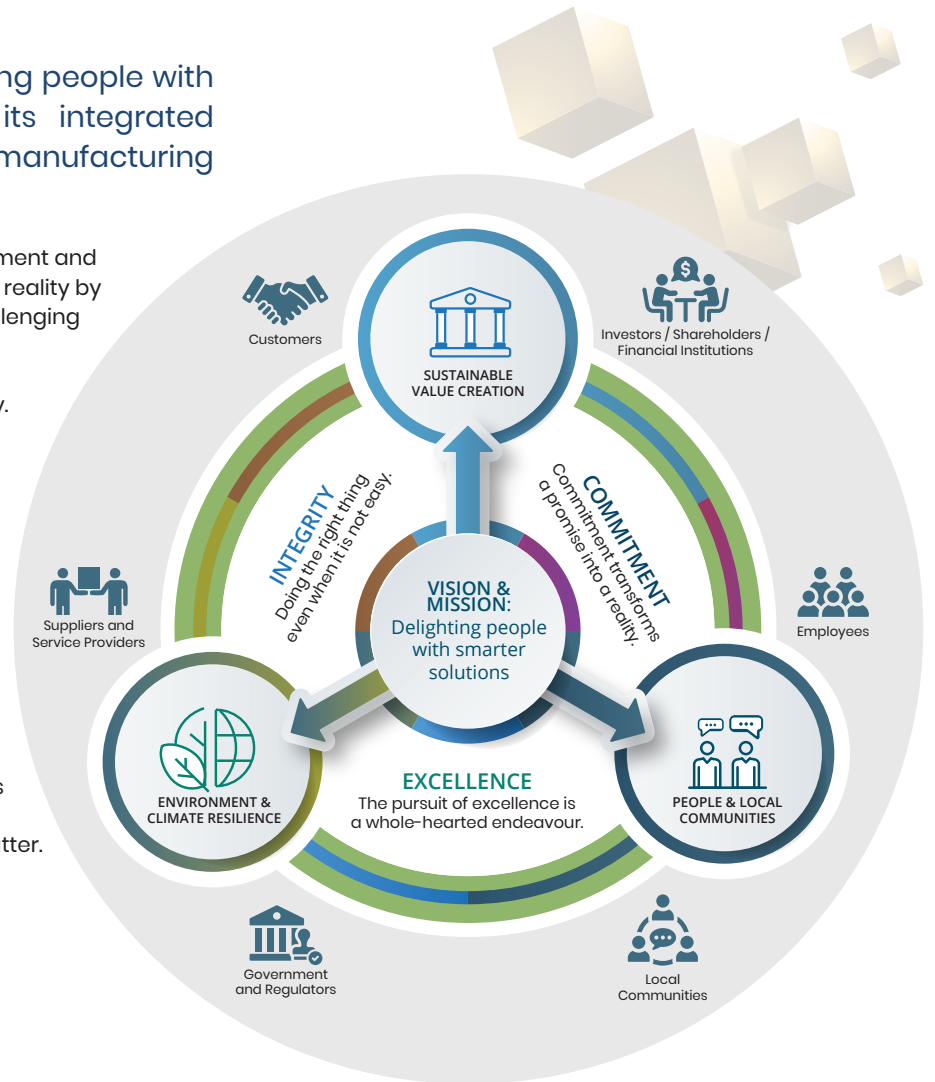 ng people with
its integrated
manufacturing
ment and
reality by
llenging
y.
s
tter.
Customers
Investors / Shareholders /
Financial Institutions
SUSTAINABLE
VALUE CREATION
INTEGRITY
Doing the right thing
even when it is not easy.
COMMITMENT
Commitment transforms
a promise into a reality.
VISION &
MISSION:
Delighting people
with smarter
solutions
Suppliers and
Service Providers
Employees
ENVIRONMENT &
CLIMATE RESILIENCE
EXCELLENCE
The pursuit of excellence is
a whole-hearted endeavour.
PEOPLE & LOCAL
COMMUNITIES
Government
and Regulators
Local
Communities